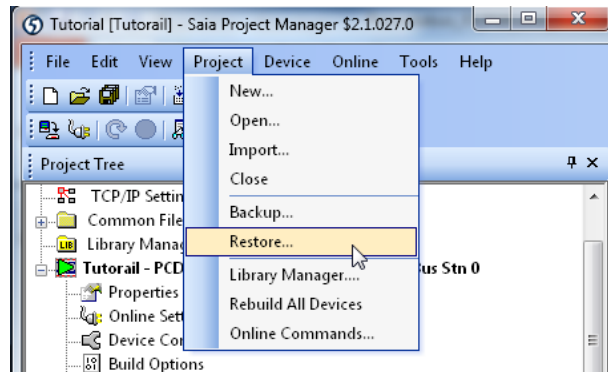 Tutorial [Tutorail] - Saia Project Manager $2.1.027.0
File Edit View Project Device Online Tools Help
New...
Open...
Import...
Close
Backup...
Restore...
Library Manager....
Rebuild All Devices
Online Commands...
Project Tree
TCP/IP Settin
Common File
LIB Library Manag
Tutorail - PCD us Stn 0
Properties
Online Sett
Device Cor
Build Options